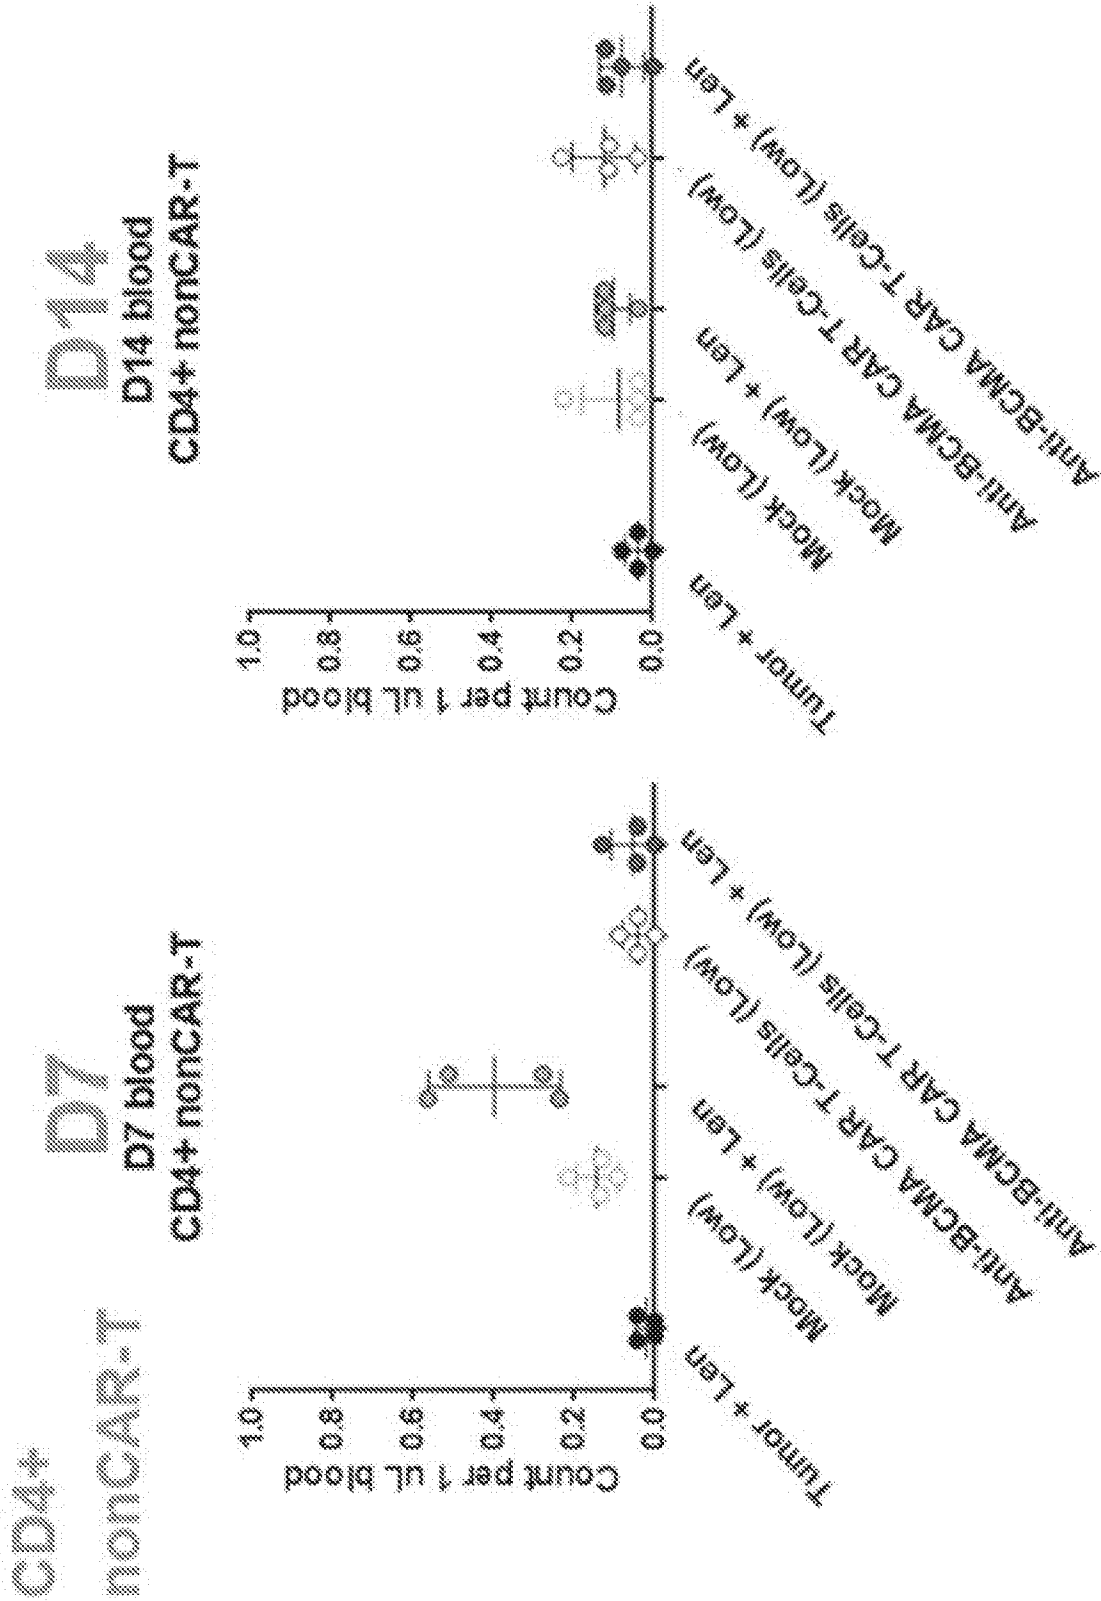 CD4+
nonCAR-T
D7
D7 blood
CD4+ nonCAR-T
Count per 1 uL blood
1.0
0.8
0.6
0.4
0.2
0.0
Tumor + Len
Mock (Low)
Mock (Low) + Len
Anti-BCMA CAR T-Cells (Low)
Anti-BCMA CAR T-Cells (Low) + Len
D14
D14 blood
CD4+ nonCAR-T
Count per 1 uL blood
1.0
0.8
0.6
0.4
0.2
0.0
Tumor + Len
Mock (Low)
Mock (Low) + Len
Anti-BCMA CAR T-Cells (Low)
Anti-BCMA CAR T-Cells (Low) + Len